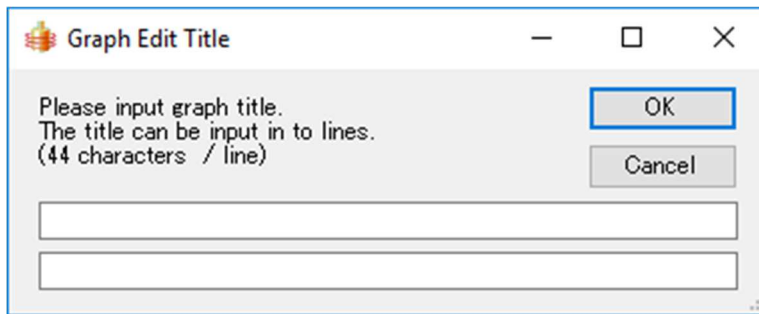 Graph Edit Title
Please input graph title.
The title can be input in to lines.
(44 characters / line)
OK
Cancel